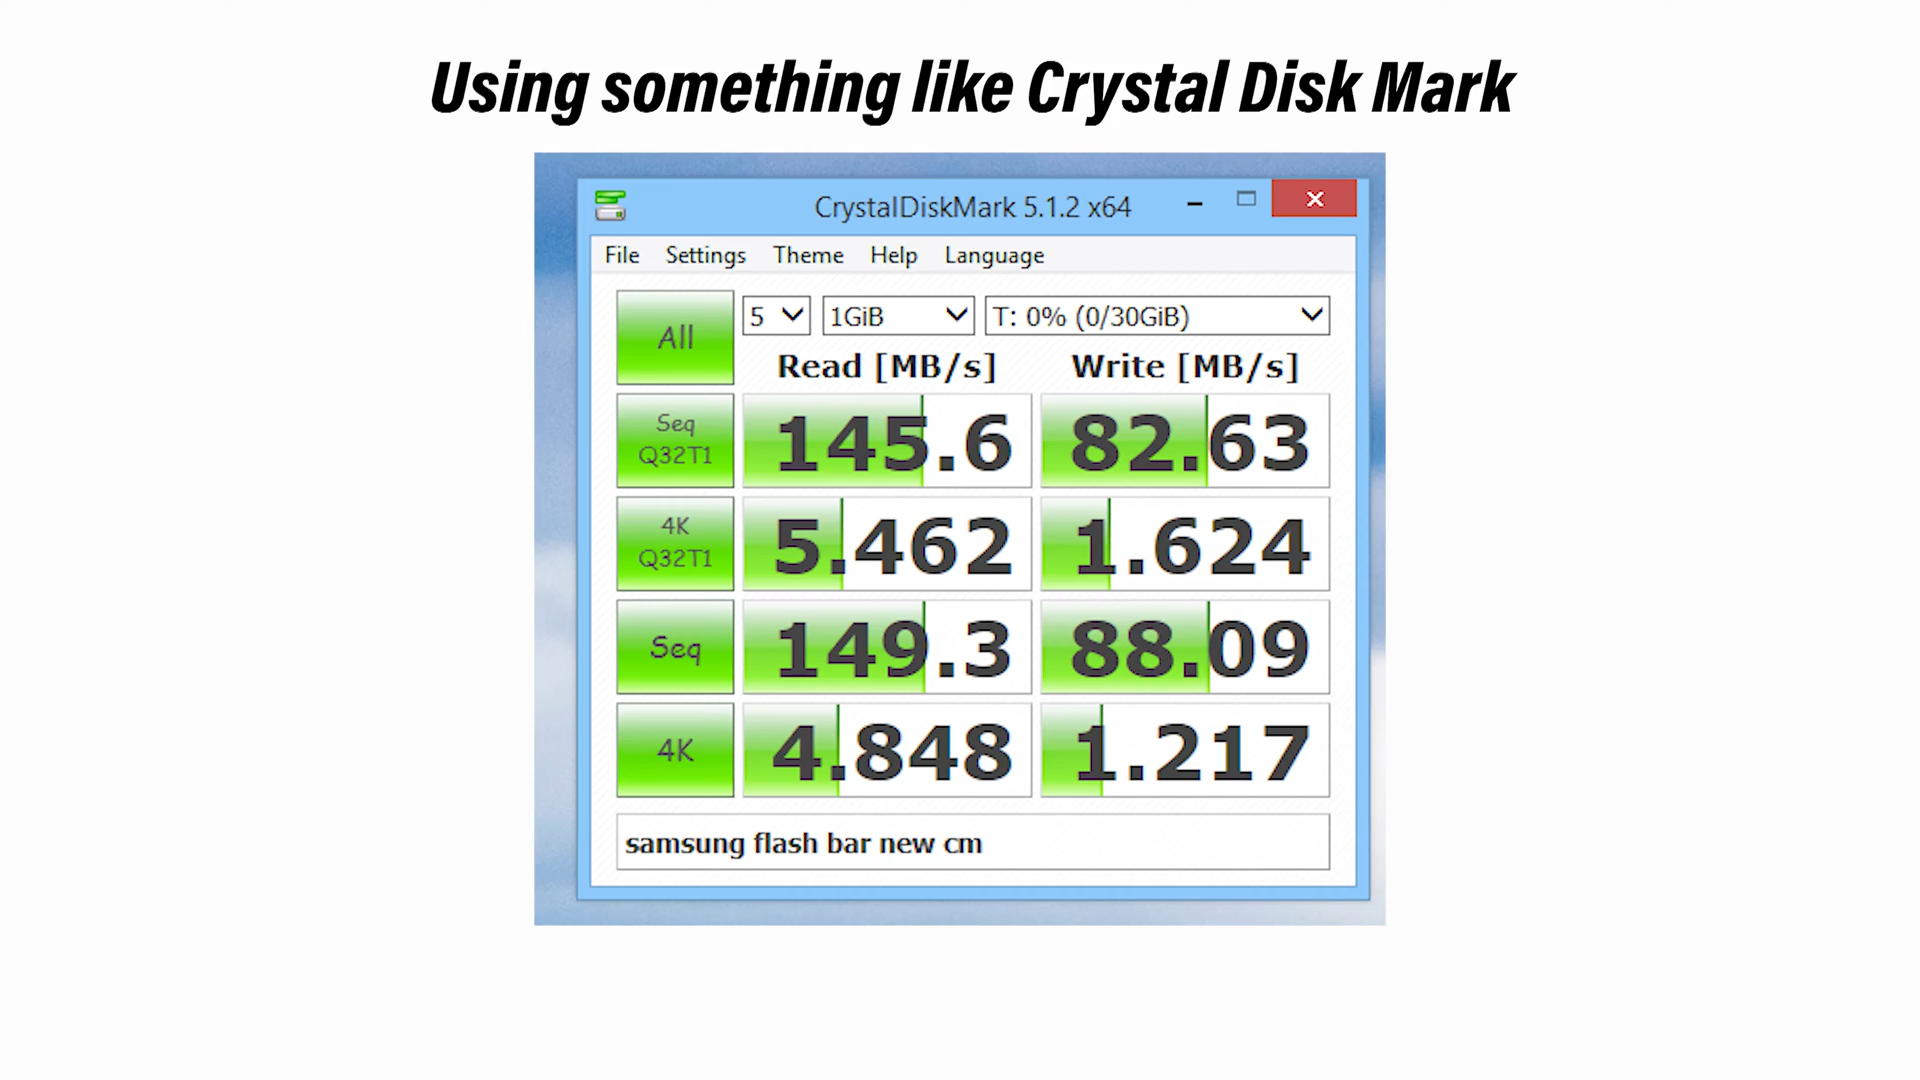 Using something like Crystal Disk Mark
CrystalDiskMark 5.1.2 x64
File Settings Theme Help Language
All 5 1GiB T: 0% (0/30GiB)
Read [MB/s] Write [MB/s]
Seq Q32T1 145.6 82.63
4K Q32T1 5.462 1.624
Seq 149.3 88.09
4K 4.848 1.217
samsung flash bar new cm